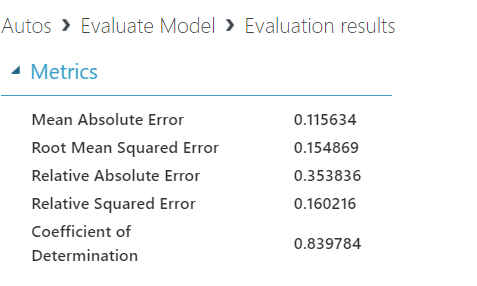 Autos > Evaluate Model > Evaluation results
Metrics
Mean Absolute Error 0.115634
Root Mean Squared Error 0.154869
Relative Absolute Error 0.353836
Relative Squared Error 0.160216
Coefficient of
Determination 0.839784